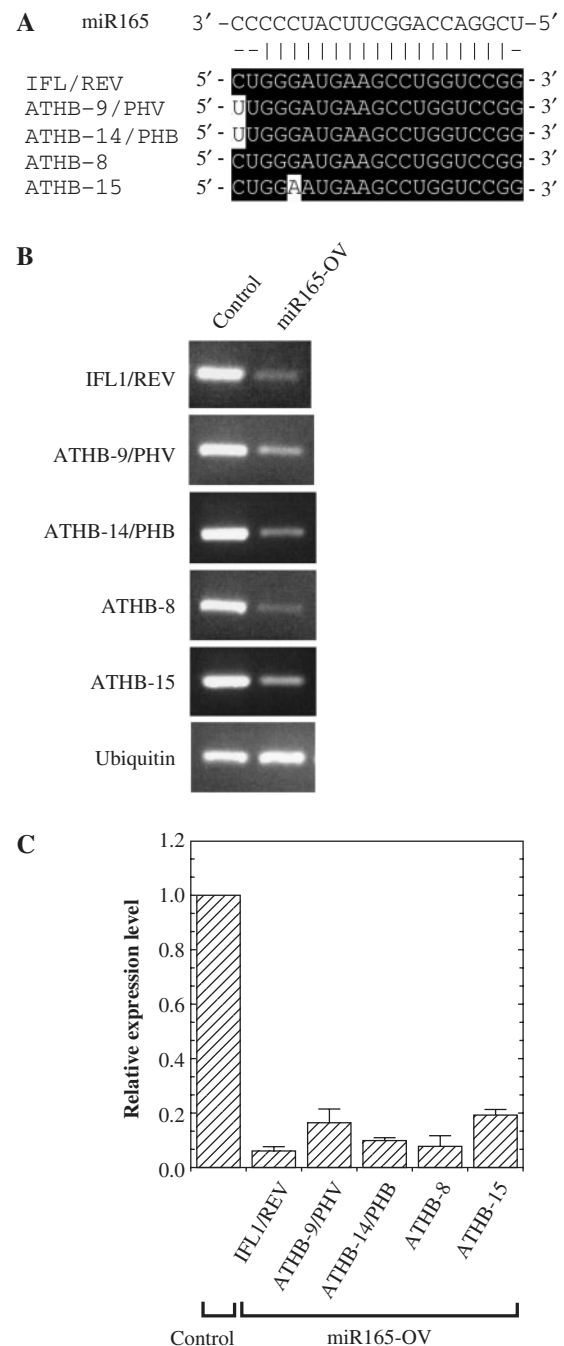 A miR165 3′ -CCCCCUACUUCGGACCAGGCU-5′
IFL/REV 5′ - CUGGGAUGAAGCCUGGUCCGG - 3′
ATHB-9/PHV 5′ - UUGGGAUGAAGCCUGGUCCGG - 3′
ATHB-14/PHB 5′ - UUGGGAUGAAGCCUGGUCCGG - 3′
ATHB-8 5′ - CUGGGAUGAAGCCUGGUCCGG - 3′
ATHB-15 5′ - CUGGAAUGAAGCCUGGUCCGG - 3′
B
Control miR165-OV
IFL1/REV
ATHB-9/PHV
ATHB-14/PHB
ATHB-8
ATHB-15
Ubiquitin
C
Relative expression level
1.2
1.0
0.8
0.6
0.4
0.2
0.0
IFL1/REV ATHB-9/PHV ATHB-14/PHB ATHB-8 ATHB-15
Control miR165-OV